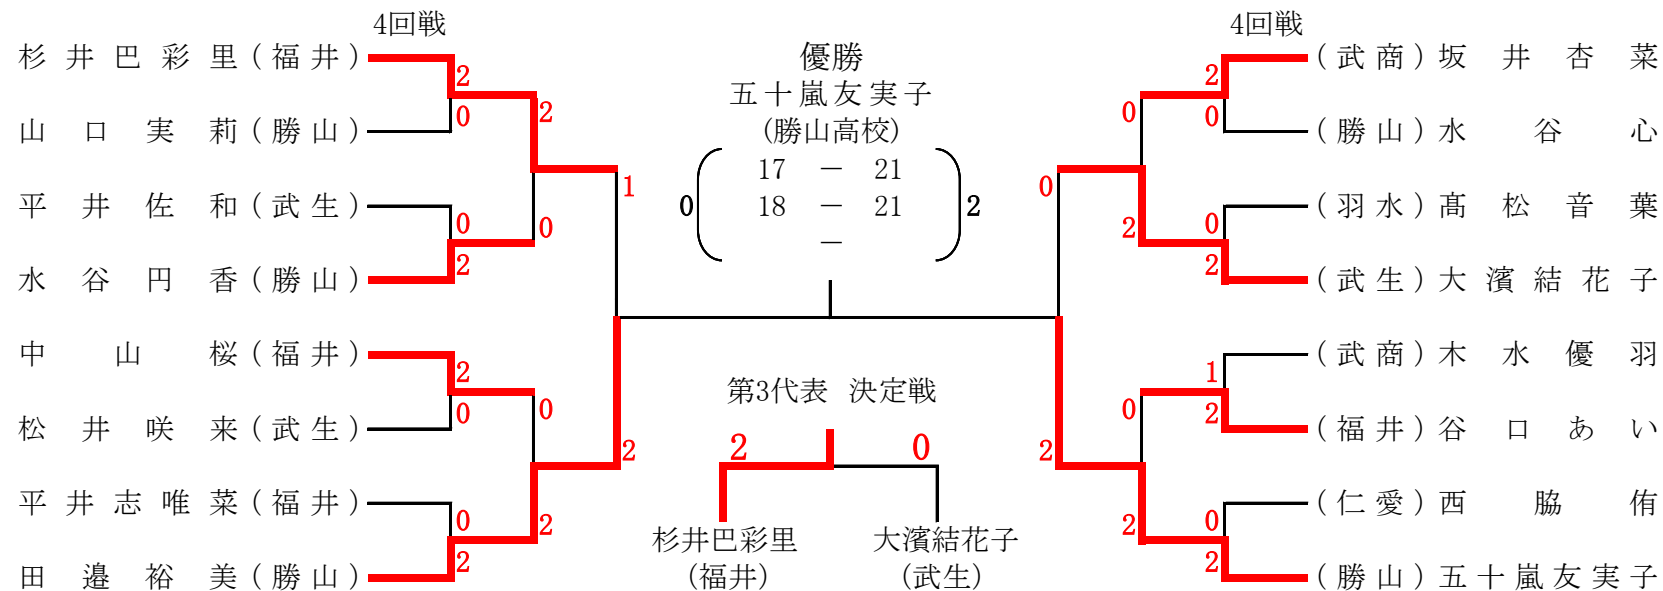 4回戦
4回戦
杉井巴彩里(福井)
2
優勝
2
(武商)坂井杏菜
五十嵐友実子
0
2
0
0
山口実莉(勝山)
(勝山高校)
(勝山)水谷心
17 － 21
1
0
平井佐和(武生)
0
18 － 21
2
(羽水)髙松音葉
0
0
－
2
0
水谷円香(勝山)
2
2
(武生)大濱結花子
中山桜(福井)
(武商)木水優羽
2
1
第3代表 決定戦
0
0
0
2
松井咲来(武生)
(福井)谷口あい
2
2
0
2
平井志唯菜(福井)
(仁愛)西脇侑
0
2
2
0
杉井巴彩里
大濱結花子
2
2
田邉裕美(勝山)
(福井)
(武生)
(勝山)五十嵐友実子